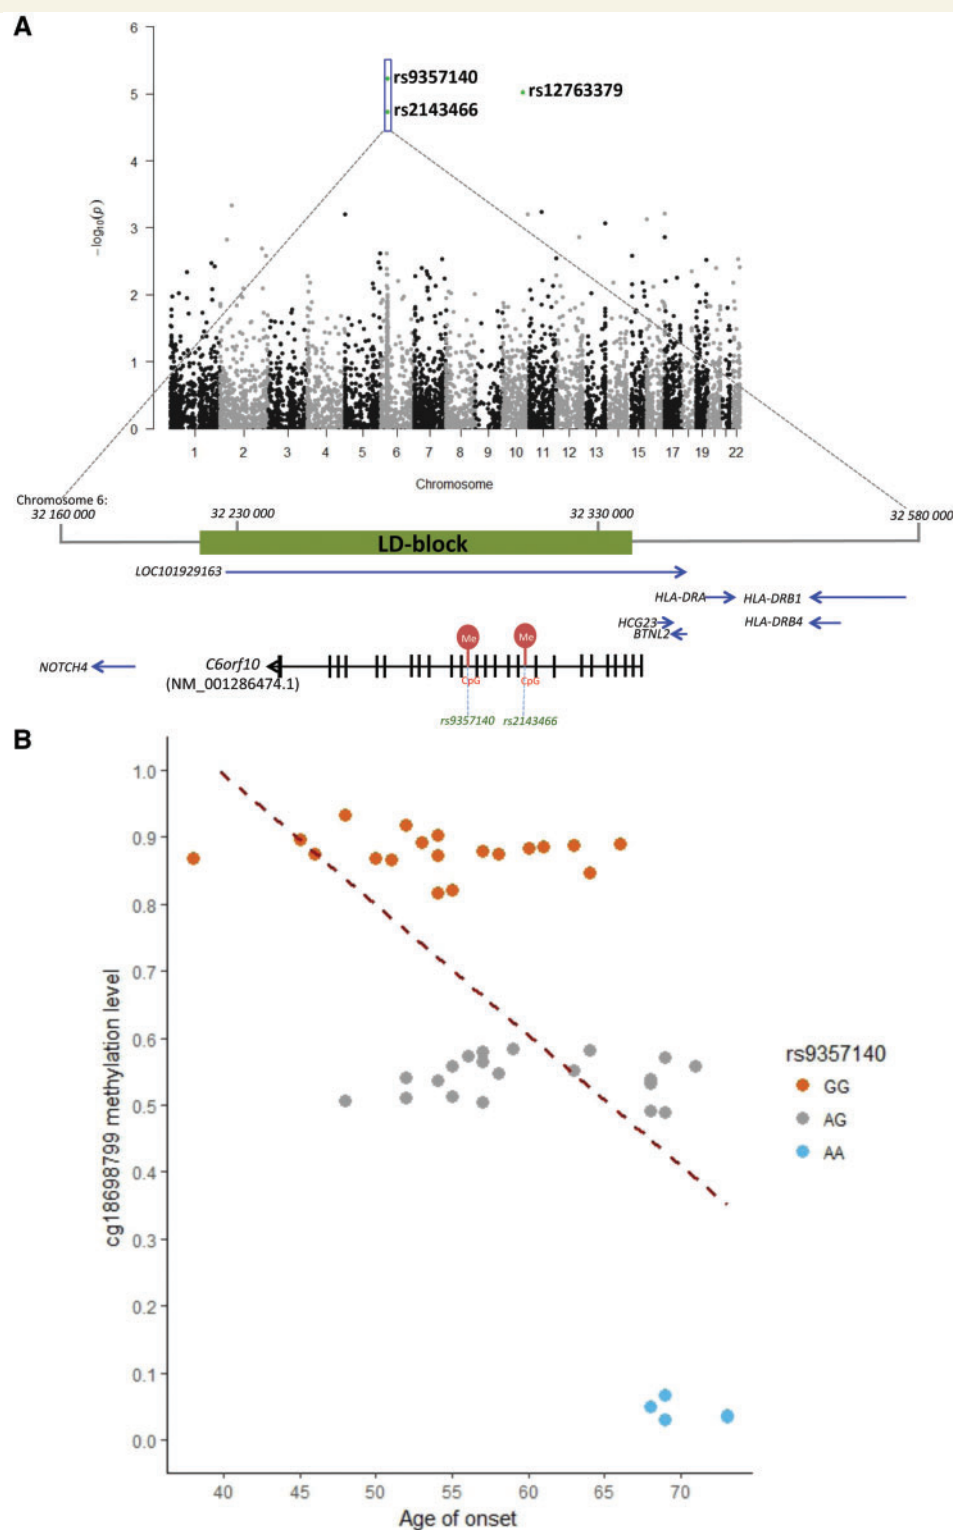 A
6
5
4
3
2
1
0
−log10(p)
rs9357140
rs2143466
rs12763379
1 2 3 4 5 6 7 8 9 10 11 12 13 15 17 19 22
Chromosome
Chromosome 6:
32 160 000 32 230 000 32 330 000 32 580 000
LD-block
LOC101929163
HLA-DRA HLA-DRB1
HCG23 HLA-DRB4
BTNL2
Me Me
NOTCH4 C6orf10
(NM_001286474.1)
CpG CpG
rs9357140 rs2143466
B
1.0
0.9
0.8
0.7
0.6
0.5
0.4
0.3
0.2
0.1
0.0
cg18698799 methylation level
rs9357140
GG
AG
AA
40 45 50 55 60 65 70
Age of onset